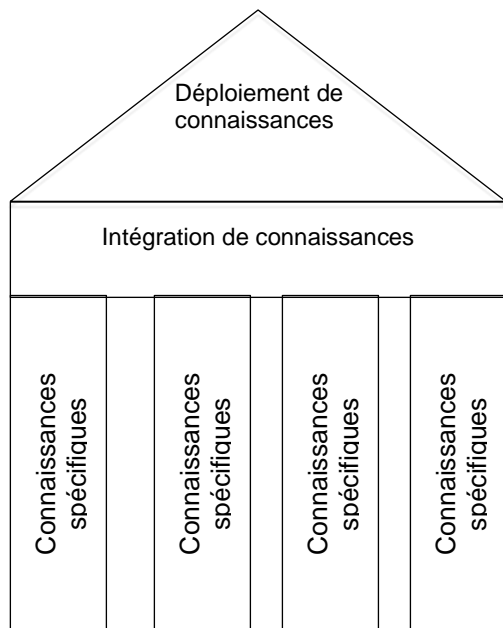 Déploiement de
connaissances
Intégration de connaissances
Connaissances
spécifiques
Connaissances
spécifiques
Connaissances
spécifiques
Connaissances
spécifiques